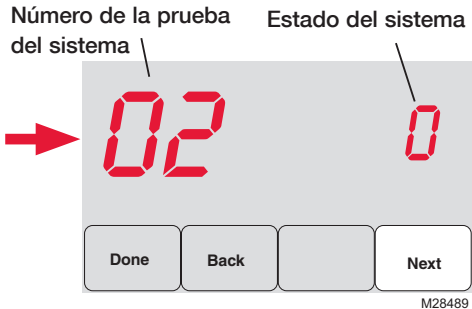 Número de la prueba
del sistema
Estado del sistema
02 0
Done Back Next
M28489